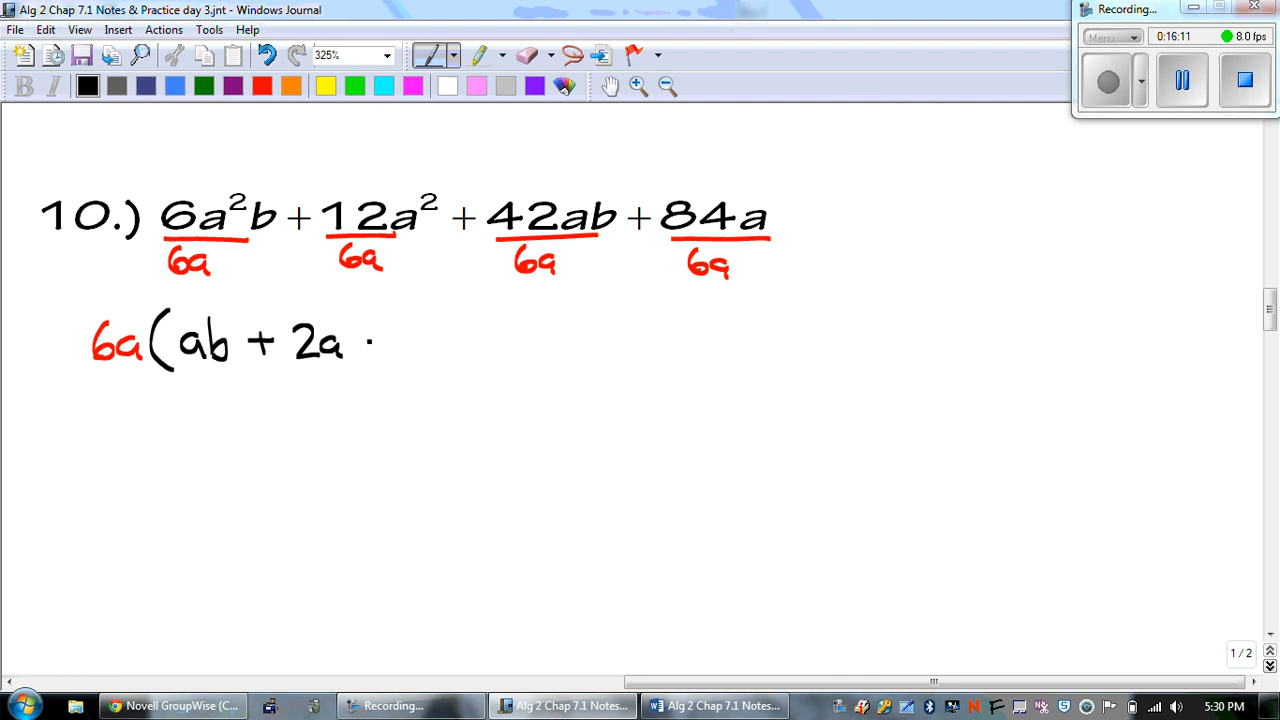 Alg 2 Chap 7.1 Notes & Practice day 3.jnt - Windows Journal
Recording...
File Edit View Insert Actions Tools Help
Menu 0:16:11 8.0 fps
325%
B I
10.) 6a²b + 12a² + 42ab + 84a
6a 6a 6a 6a
6a(ab + 2a
1 / 2
Novell GroupWise (C... Recording... Alg 2 Chap 7.1 Notes... Alg 2 Chap 7.1 Notes... 5:30 PM